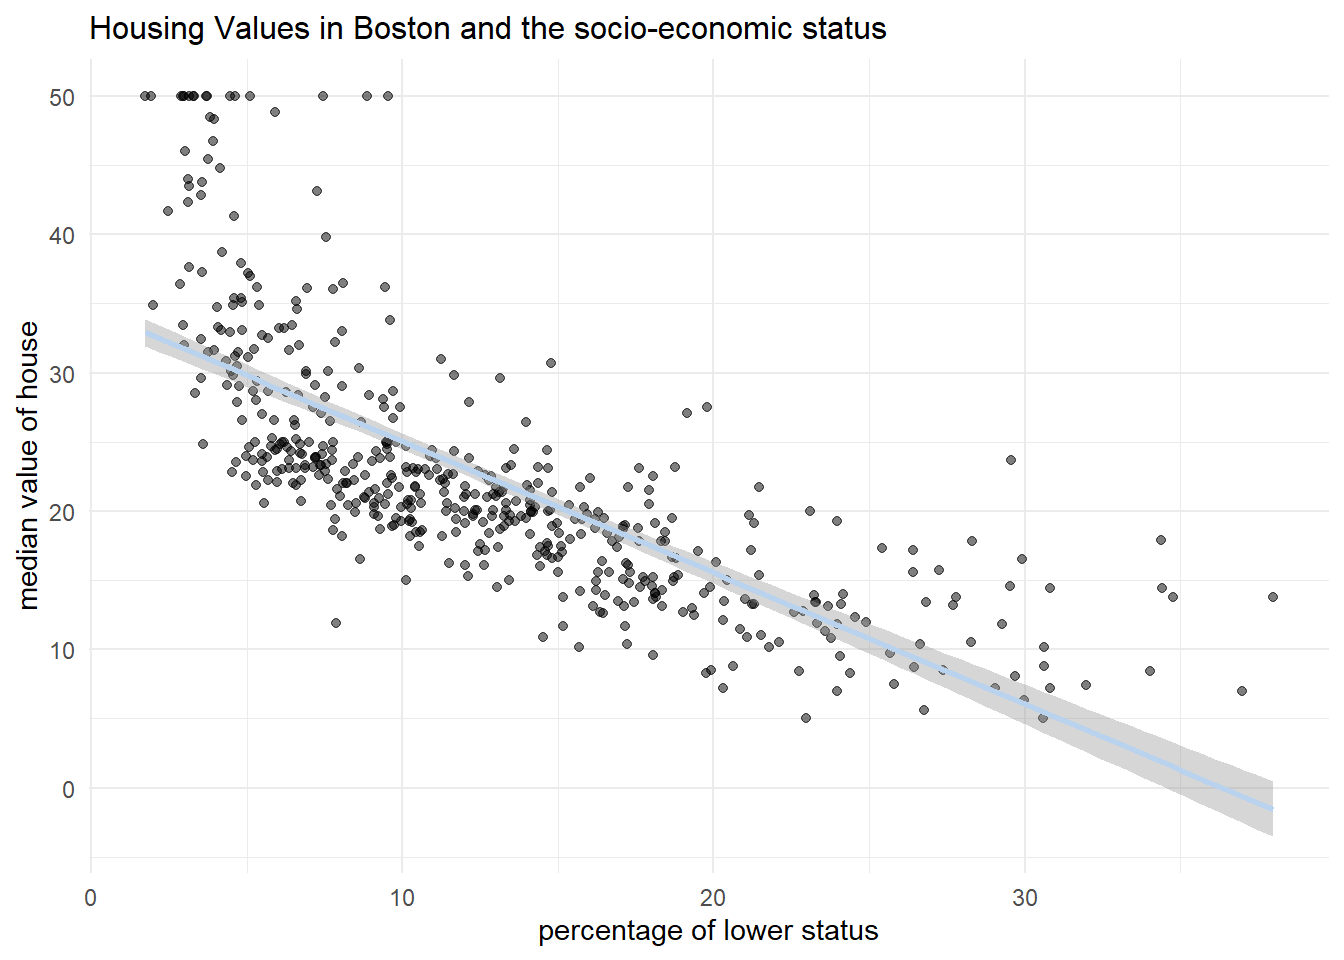 Housing Values in Boston and the socio-economic status
median value of house
50
40
30
20
10
0
0 10 20 30
percentage of lower status